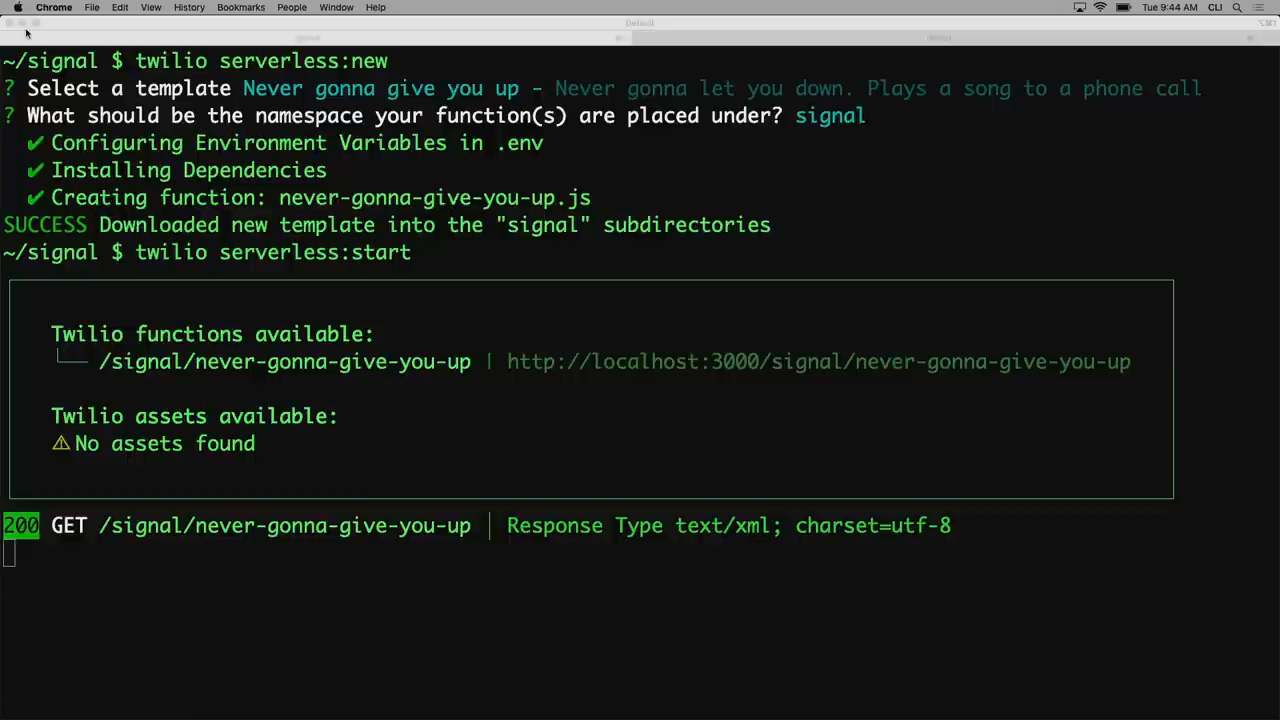 Chrome File Edit View History Bookmarks People Window Help Tue 9:44 AM CLI
Default
~/signal $ twilio serverless:new
? Select a template Never gonna give you up - Never gonna let you down. Plays a song to a phone call
? What should be the namespace your function(s) are placed under? signal
✔ Configuring Environment Variables in .env
✔ Installing Dependencies
✔ Creating function: never-gonna-give-you-up.js
SUCCESS Downloaded new template into the "signal" subdirectories
~/signal $ twilio serverless:start
Twilio functions available:
└── /signal/never-gonna-give-you-up | http://localhost:3000/signal/never-gonna-give-you-up
Twilio assets available:
⚠ No assets found
200 GET /signal/never-gonna-give-you-up │ Response Type text/xml; charset=utf-8